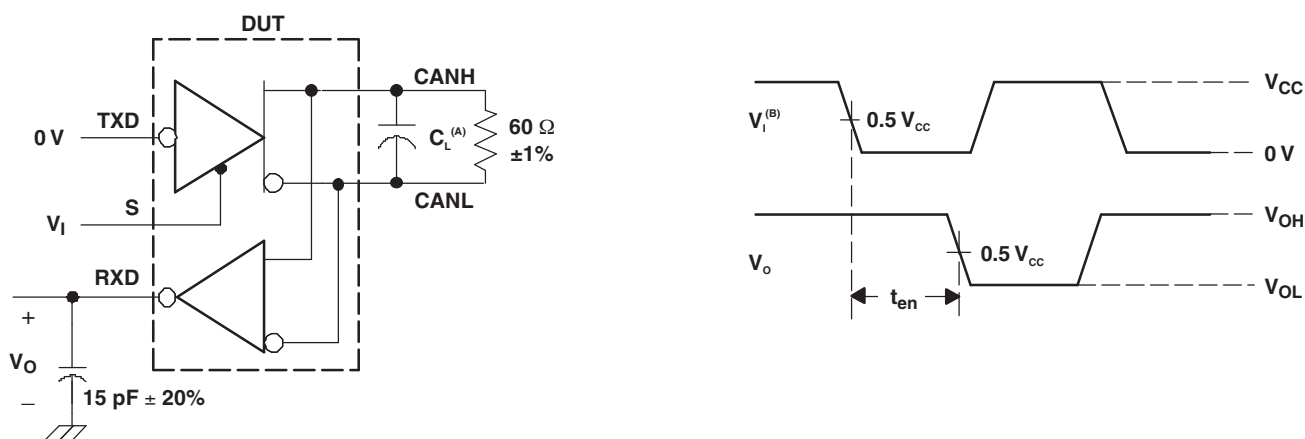 DUT
CANH
TXD
0 V
C_L^(A)
60 Ω
±1%
S
V_I
CANL
RXD
+
V_O
–
15 pF ± 20%
V_I^(B)
0.5 V_CC
V_CC
0 V
V_O
0.5 V_CC
V_OH
V_OL
t_en